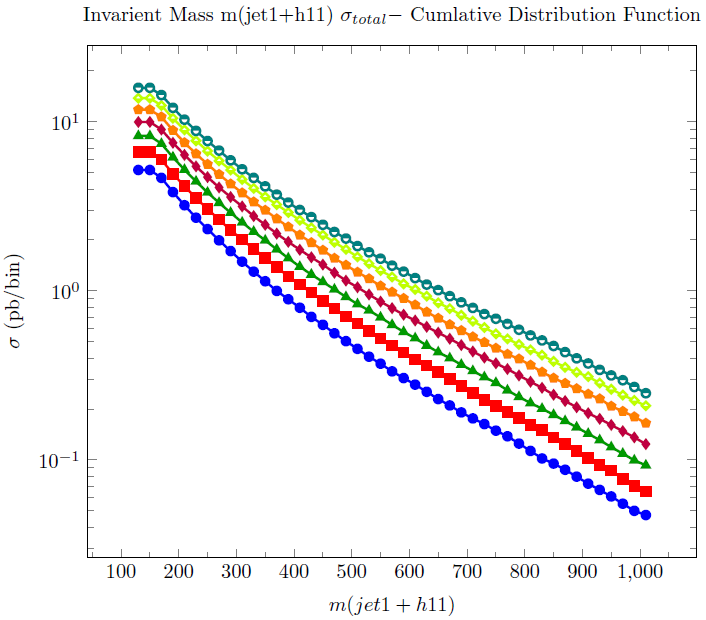 Invarient Mass m(jet1+h11) σ_total− Cumlative Distribution Function
10^1
10^0
10^−1
σ (pb/bin)
100 200 300 400 500 600 700 800 900 1,000
m(jet1 + h11)